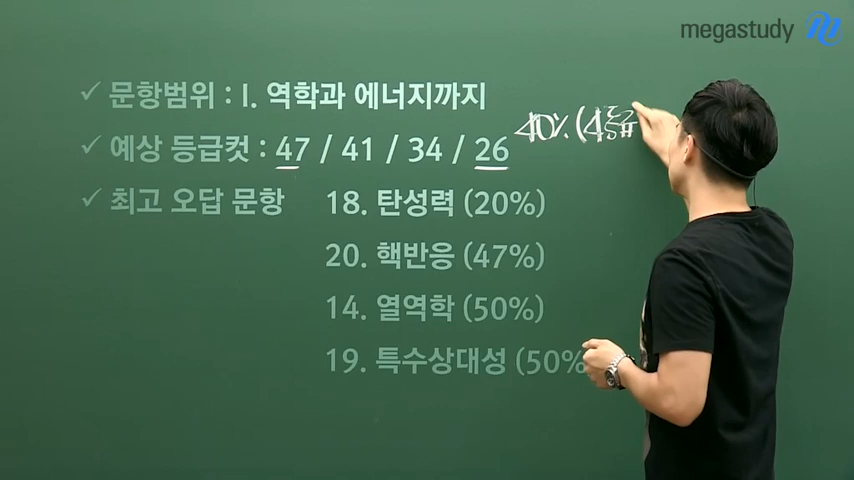 megastudy
✓ 문항범위 : I. 역학과 에너지까지
✓ 예상 등급컷 : 47 / 41 / 34 / 26 40% (4등
✓ 최고 오답 문항 18. 탄성력 (20%)
20. 핵반응 (47%)
14. 열역학 (50%)
19. 특수상대성 (50%